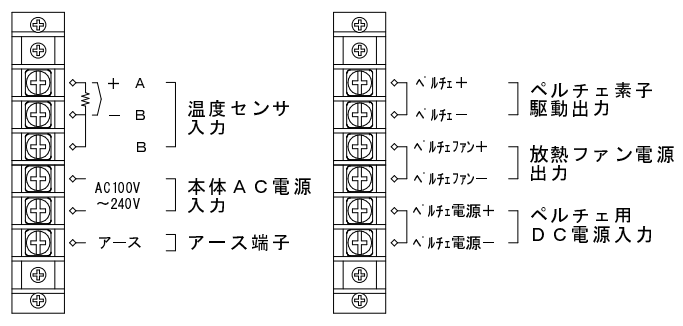 + A
- B
B
温度センサ
入力
AC100V
～240V
本体ＡＣ電源
入力
アース
アース端子
ﾍﾟﾙﾁｪ+
ﾍﾟﾙﾁｪ-
ペルチェ素子
駆動出力
ﾍﾟﾙﾁｪﾌｧﾝ+
ﾍﾟﾙﾁｪﾌｧﾝ-
放熱ファン電源
出力
ﾍﾟﾙﾁｪ電源+
ﾍﾟﾙﾁｪ電源-
ペルチェ用
ＤＣ電源入力